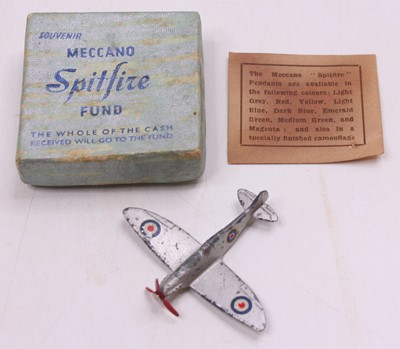 SOUVENIR
MECCANO
Spitfire
FUND
THE WHOLE OF THE CASH
RECEIVED WILL GO TO THE FUND
The Meccano "Spitfire"
Pendants are available in
the following colours: Light
Grey, Red, Yellow, Light
Blue, Dark Blue, Emerald
Green, Medium Green, and
Magenta; and also in a
specially finished camouflage